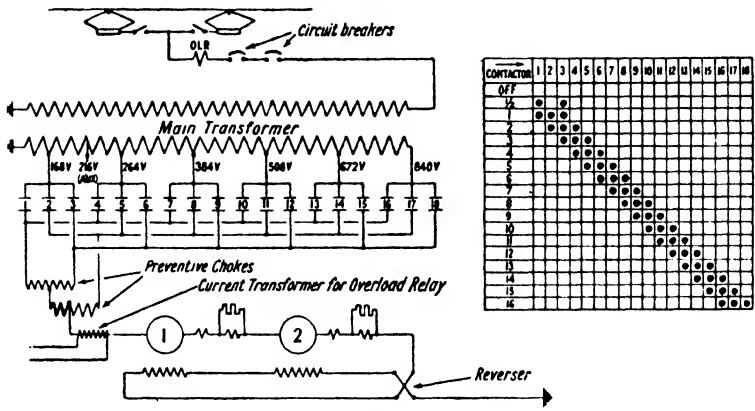 Circuit breakers
OLR
Main Transformer
168V 216V (AUX) 264V 384V 508V 672V 840V
1 2 3 4 5 6 7 8 9 10 11 12 13 14 15 16 17 18
Preventive Chokes
Current Transformer for Overload Relay
1 2
Reverser
CONTACTOR 1 2 3 4 5 6 7 8 9 10 11 12 13 14 15 16 17 18
OFF
½
1
2
3
4
5
6
7
8
9
10
11
12
13
14
15
16